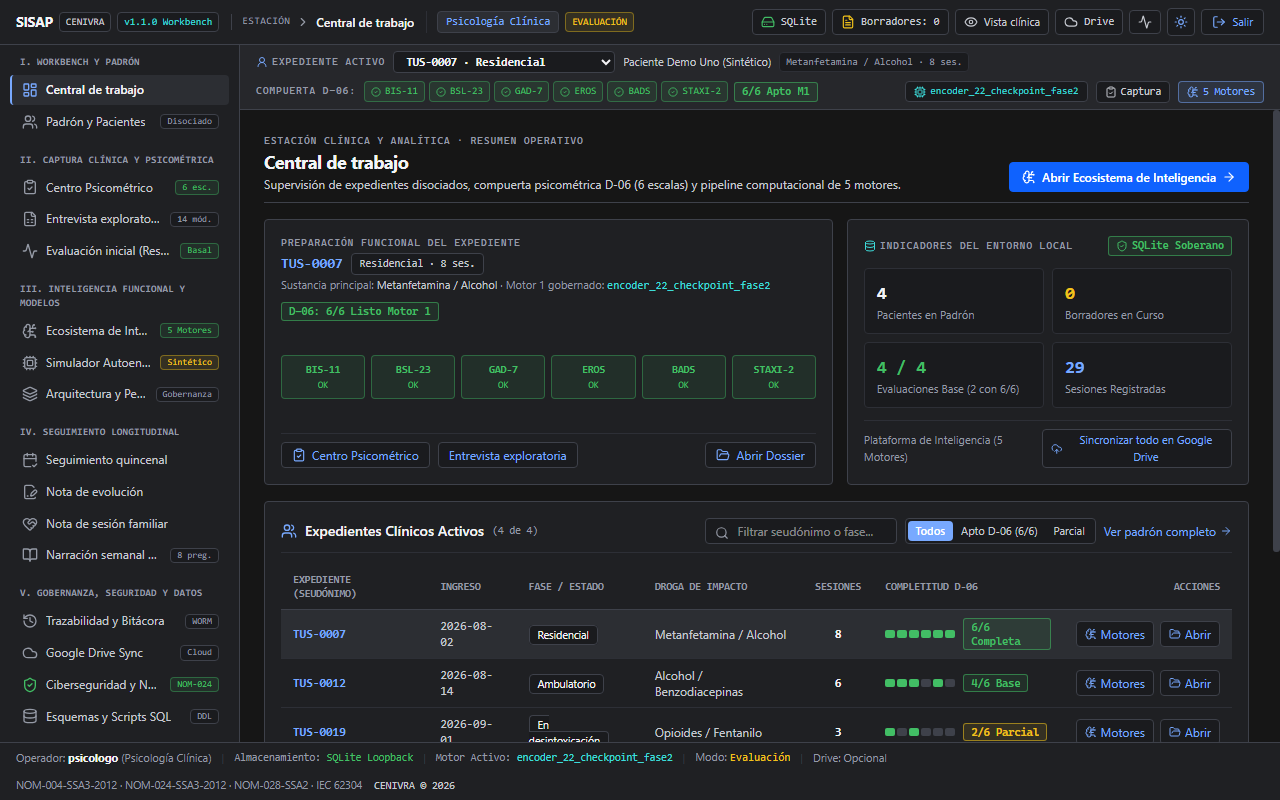 SISAP CENIVRA v1.1.0 Workbench ESTACIÓN > Central de trabajo Psicología Clínica EVALUACIÓN SQLite Borradores: 0 Vista clínica Drive Salir
I. WORKBENCH Y PADRÓN
Central de trabajo
Padrón y Pacientes Disociado
II. CAPTURA CLÍNICA Y PSICOMÉTRICA
Centro Psicométrico 6 esc.
Entrevista explorato... 14 mód.
Evaluación inicial (Res... Basal
III. INTELIGENCIA FUNCIONAL Y
MODELOS
Ecosistema de Int... 5 Motores
Simulador Autoen... Sintético
Arquitectura y Pe... Gobernanza
IV. SEGUIMIENTO LONGITUDINAL
Seguimiento quincenal
Nota de evolución
Nota de sesión familiar
Narración semanal ... 8 preg.
V. GOBERNANZA, SEGURIDAD Y DATOS
Trazabilidad y Bitácora WORM
Google Drive Sync Cloud
Ciberseguridad y N... NOM-024
Esquemas y Scripts SQL DDL
EXPEDIENTE ACTIVO TUS-0007 · Residencial Paciente Demo Uno (Sintético) Metanfetamina / Alcohol · 8 ses.
COMPUERTA D-06: BIS-11 BSL-23 GAD-7 EROS BADS STAXI-2 6/6 Apto M1 encoder_22_checkpoint_fase2 Captura 5 Motores
ESTACIÓN CLÍNICA Y ANALÍTICA · RESUMEN OPERATIVO
Central de trabajo
Supervisión de expedientes disociados, compuerta psicométrica D-06 (6 escalas) y pipeline computacional de 5 motores.
Abrir Ecosistema de Inteligencia →
PREPARACIÓN FUNCIONAL DEL EXPEDIENTE
TUS-0007 Residencial · 8 ses.
Sustancia principal: Metanfetamina / Alcohol · Motor 1 gobernado: encoder_22_checkpoint_fase2
D-06: 6/6 Listo Motor 1
BIS-11 BSL-23 GAD-7 EROS BADS STAXI-2
OK OK OK OK OK OK
Centro Psicométrico Entrevista exploratoria Abrir Dossier
INDICADORES DEL ENTORNO LOCAL SQLite Soberano
4 0
Pacientes en Padrón Borradores en Curso
4 / 4 29
Evaluaciones Base (2 con 6/6) Sesiones Registradas
Plataforma de Inteligencia (5
Motores)
Sincronizar todo en Google
Drive
Expedientes Clínicos Activos (4 de 4) Filtrar seudónimo o fase... Todos Apto D-06 (6/6) Parcial Ver padrón completo →
EXPEDIENTE
(SEUDÓNIMO) INGRESO FASE / ESTADO DROGA DE IMPACTO SESIONES COMPLETITUD D-06 ACCIONES
TUS-0007 2026-08-
02 Residencial Metanfetamina / Alcohol 8 6/6
Completa Motores Abrir
TUS-0012 2026-08-
14 Ambulatorio Alcohol /
Benzodiacepinas 6 4/6 Base Motores Abrir
TUS-0019 2026-09-
01 En
desintoxicación Opioides / Fentanilo 3 2/6 Parcial Motores Abrir
Operador: psicologo (Psicología Clínica) Almacenamiento: SQLite Loopback Motor Activo: encoder_22_checkpoint_fase2 Modo: Evaluación Drive: Opcional
NOM-004-SSA3-2012 · NOM-024-SSA3-2012 · NOM-028-SSA2 · IEC 62304 CENIVRA © 2026